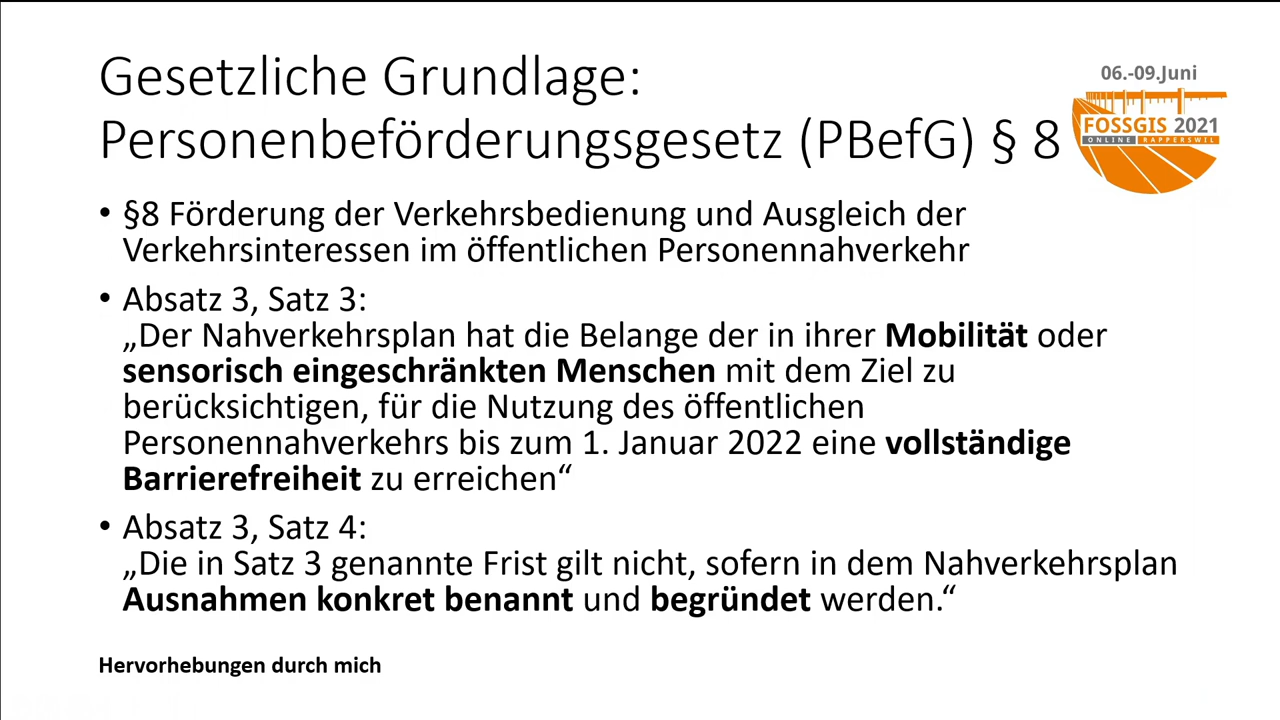 Gesetzliche Grundlage:
Personenbeförderungsgesetz (PBefG) § 8
06.-09.Juni
FOSSGIS 2021
ONLINE RAPPERSWIL
• §8 Förderung der Verkehrsbedienung und Ausgleich der
Verkehrsinteressen im öffentlichen Personennahverkehr
• Absatz 3, Satz 3:
„Der Nahverkehrsplan hat die Belange der in ihrer Mobilität oder
sensorisch eingeschränkten Menschen mit dem Ziel zu
berücksichtigen, für die Nutzung des öffentlichen
Personennahverkehrs bis zum 1. Januar 2022 eine vollständige
Barrierefreiheit zu erreichen“
• Absatz 3, Satz 4:
„Die in Satz 3 genannte Frist gilt nicht, sofern in dem Nahverkehrsplan
Ausnahmen konkret benannt und begründet werden.“
Hervorhebungen durch mich